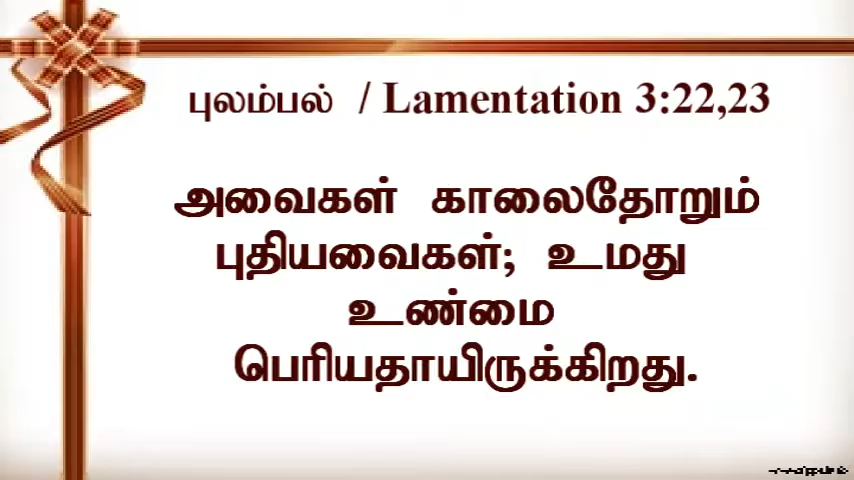 புலம்பல் / Lamentation 3:22,23
அவைகள் காலைதோறும்
புதியவைகள்; உமது
உண்மை
பெரியதாயிருக்கிறது.